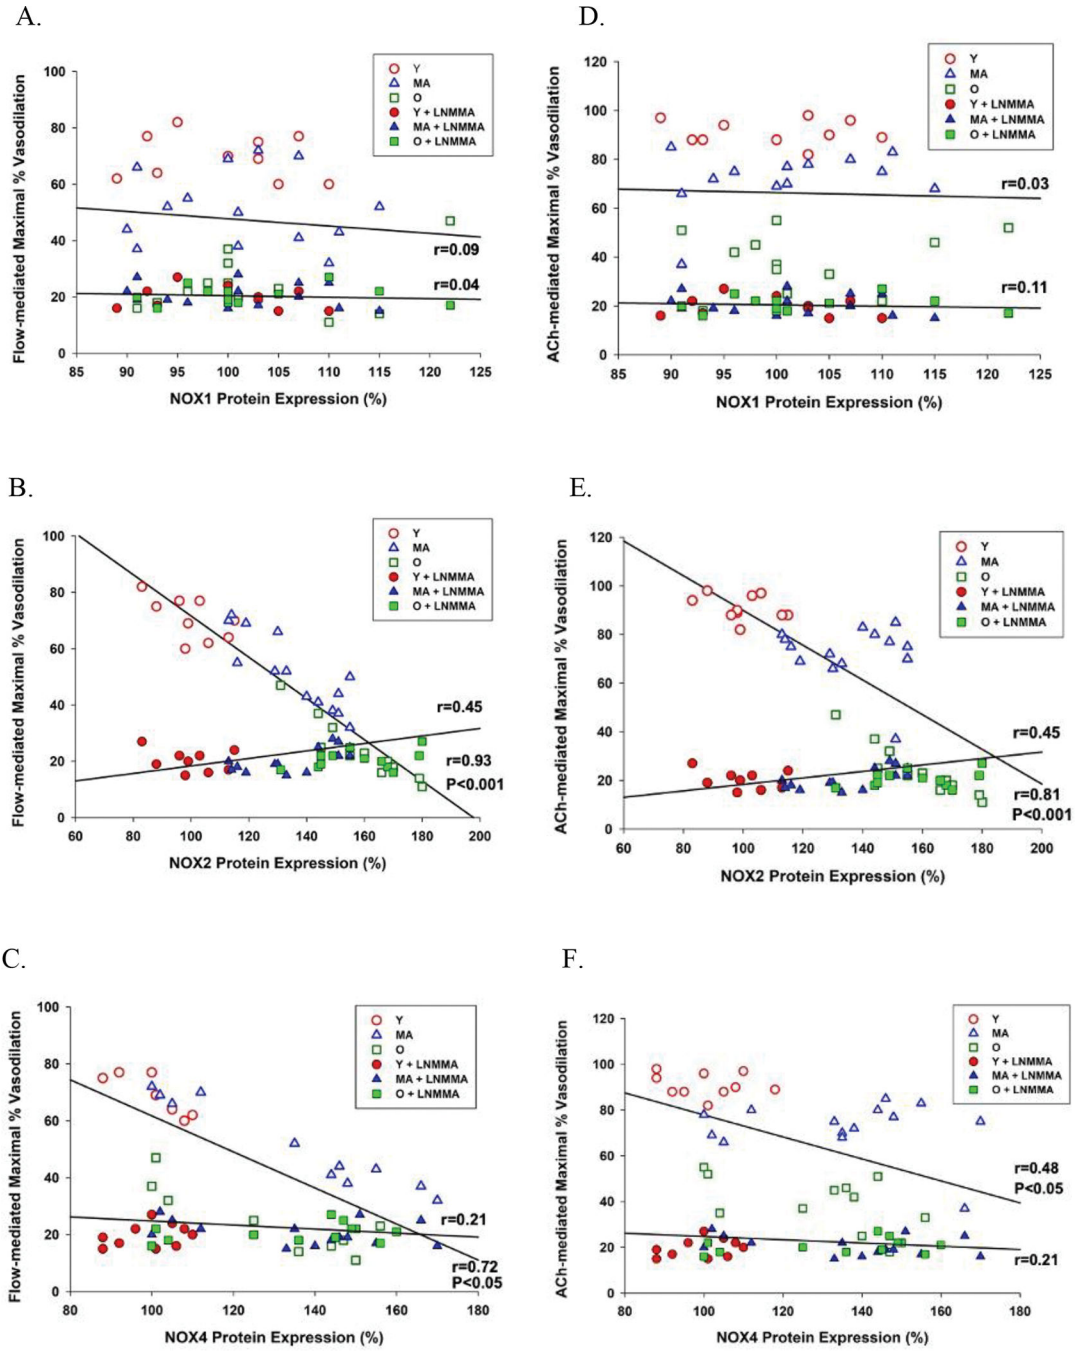 A.
Flow-mediated Maximal % Vasodilation
100
80
60
40
20
0
85 90 95 100 105 110 115 120 125
NOX1 Protein Expression (%)
Y
MA
O
Y + LNMMA
MA + LNMMA
O + LNMMA
r=0.09
r=0.04
D.
ACh-mediated Maximal % Vasodilation
120
100
80
60
40
20
0
85 90 95 100 105 110 115 120 125
NOX1 Protein Expression (%)
Y
MA
O
Y + LNMMA
MA + LNMMA
O + LNMMA
r=0.03
r=0.11
B.
Flow-mediated Maximal % Vasodilation
100
80
60
40
20
0
60 80 100 120 140 160 180 200
NOX2 Protein Expression (%)
Y
MA
O
Y + LNMMA
MA + LNMMA
O + LNMMA
r=0.45
r=0.93
P<0.001
E.
ACh-mediated Maximal % Vasodilation
120
100
80
60
40
20
0
60 80 100 120 140 160 180 200
NOX2 Protein Expression (%)
Y
MA
O
Y + LNMMA
MA + LNMMA
O + LNMMA
r=0.45
r=0.81
P<0.001
C.
Flow-mediated Maximal % Vasodilation
100
80
60
40
20
0
80 100 120 140 160 180
NOX4 Protein Expression (%)
Y
MA
O
Y + LNMMA
MA + LNMMA
O + LNMMA
r=0.21
r=0.72
P<0.05
F.
ACh-mediated Maximal % Vasodilation
120
100
80
60
40
20
0
80 100 120 140 160 180
NOX4 Protein Expression (%)
Y
MA
O
Y + LNMMA
MA + LNMMA
O + LNMMA
r=0.48
P<0.05
r=0.21